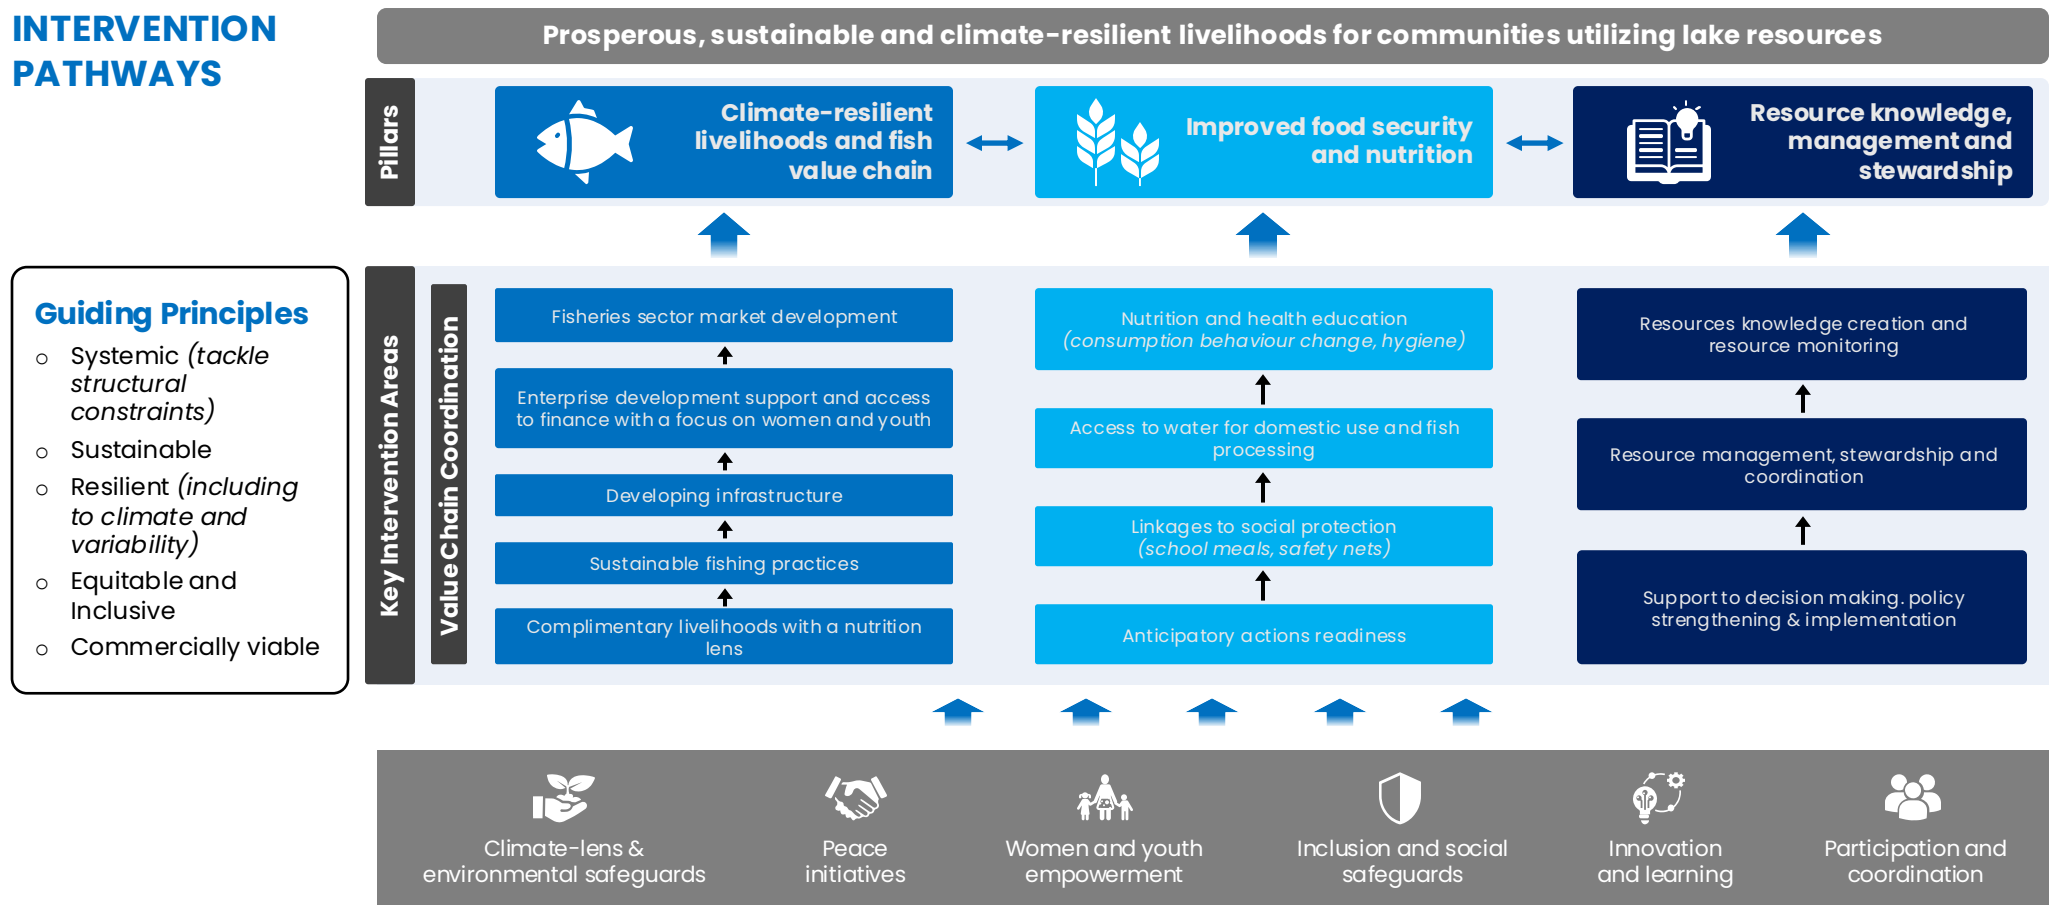 INTERVENTION
PATHWAYS
Prosperous, sustainable and climate-resilient livelihoods for communities utilizing lake resources
Pillars
Climate-resilient
livelihoods and fish
value chain
Improved food security
and nutrition
Resource knowledge,
management and
stewardship
Guiding Principles
o Systemic (tackle
structural
constraints)
o Sustainable
o Resilient (including
to climate and
variability)
o Equitable and
Inclusive
o Commercially viable
Key Intervention Areas
Value Chain Coordination
Fisheries sector market development
Enterprise development support and access
to finance with a focus on women and youth
Developing infrastructure
Sustainable fishing practices
Complimentary livelihoods with a nutrition
lens
Nutrition and health education
(consumption behaviour change, hygiene)
Access to water for domestic use and fish
processing
Linkages to social protection
(school meals, safety nets)
Anticipatory actions readiness
Resources knowledge creation and
resource monitoring
Resource management, stewardship and
coordination
Support to decision making. policy
strengthening & implementation
Climate-lens &
environmental safeguards
Peace
initiatives
Women and youth
empowerment
Inclusion and social
safeguards
Innovation
and learning
Participation and
coordination